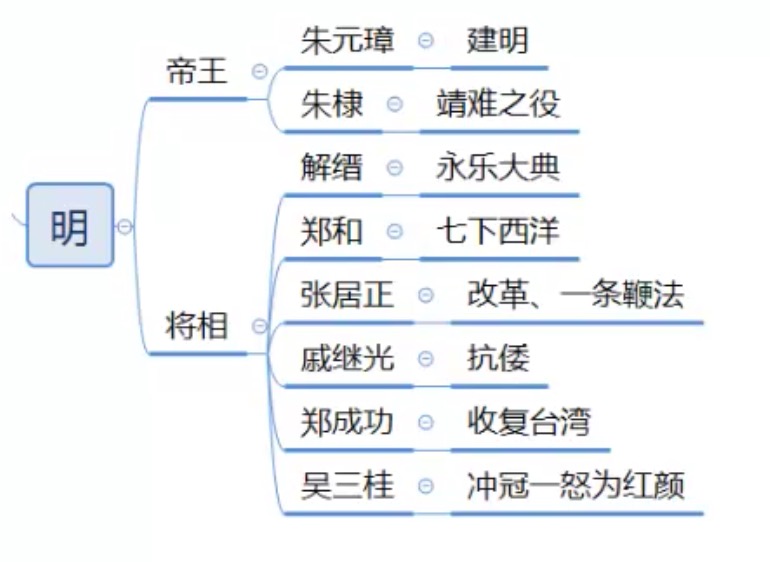 明
帝王
朱元璋 建明
朱棣 靖难之役
将相
解缙 永乐大典
郑和 七下西洋
张居正 改革、一条鞭法
戚继光 抗倭
郑成功 收复台湾
吴三桂 冲冠一怒为红颜